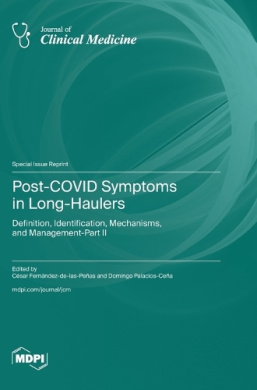 Journal of
Clinical Medicine
Special Issue Reprint
Post-COVID Symptoms
in Long-Haulers
Definition, Identification, Mechanisms,
and Management-Part II
Edited by
César Fernández-de-las-Peñas and Domingo Palacios-Ceña
mdpi.com/journal/jcm
MDPI